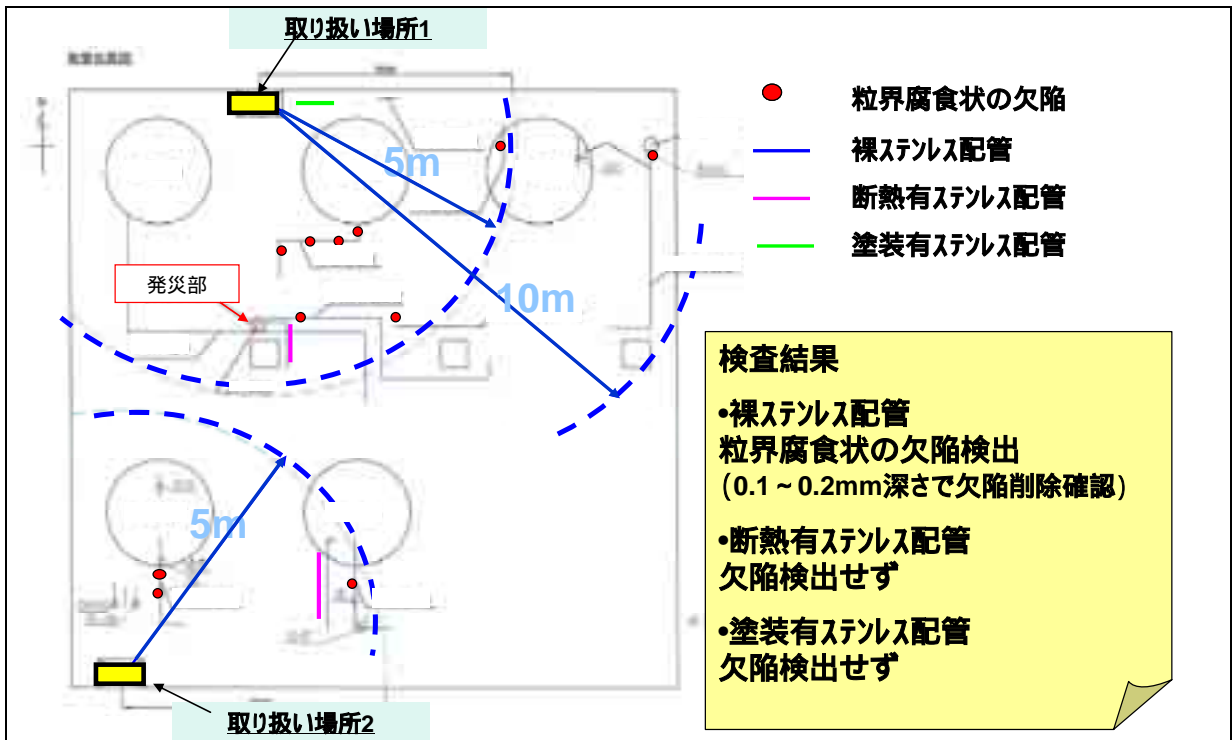 取り扱い場所1
粒界腐食状の欠陥
裸ステンレス配管
断熱有ステンレス配管
塗装有ステンレス配管
5m
10m
発災部
検査結果
•裸ステンレス配管
粒界腐食状の欠陥検出
(0.1~0.2mm深さで欠陥削除確認)
•断熱有ステンレス配管
欠陥検出せず
•塗装有ステンレス配管
欠陥検出せず
5m
取り扱い場所2